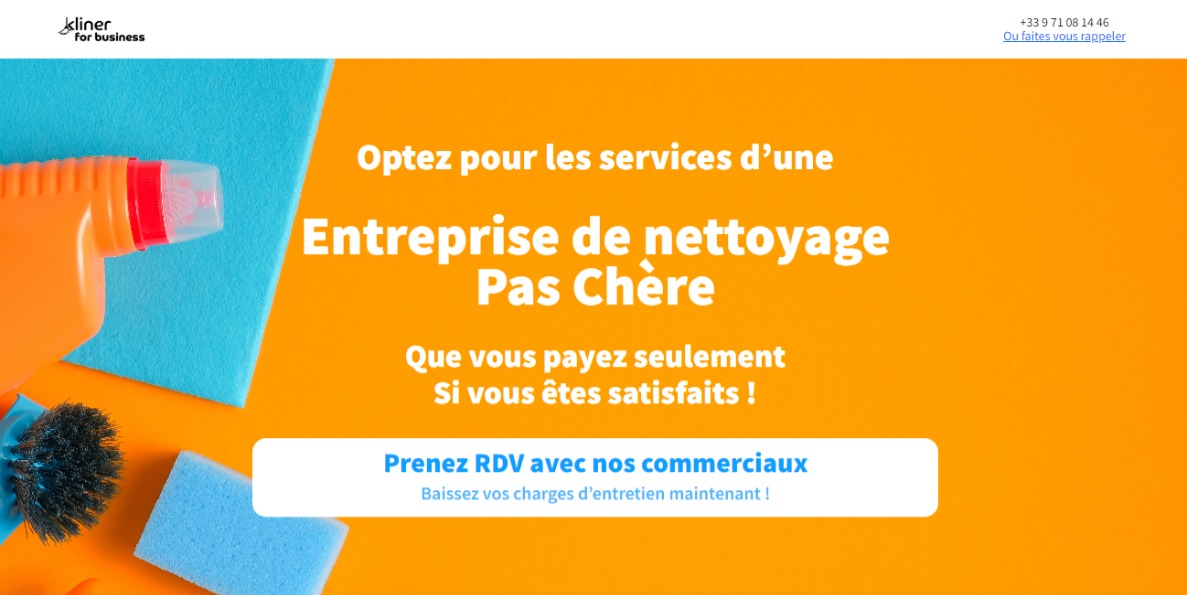 kliner
for business
+33 9 71 08 14 46
Ou faites vous rappeler
Optez pour les services d’une
Entreprise de nettoyage
Pas Chère
Que vous payez seulement
Si vous êtes satisfaits !
Prenez RDV avec nos commerciaux
Baissez vos charges d’entretien maintenant !